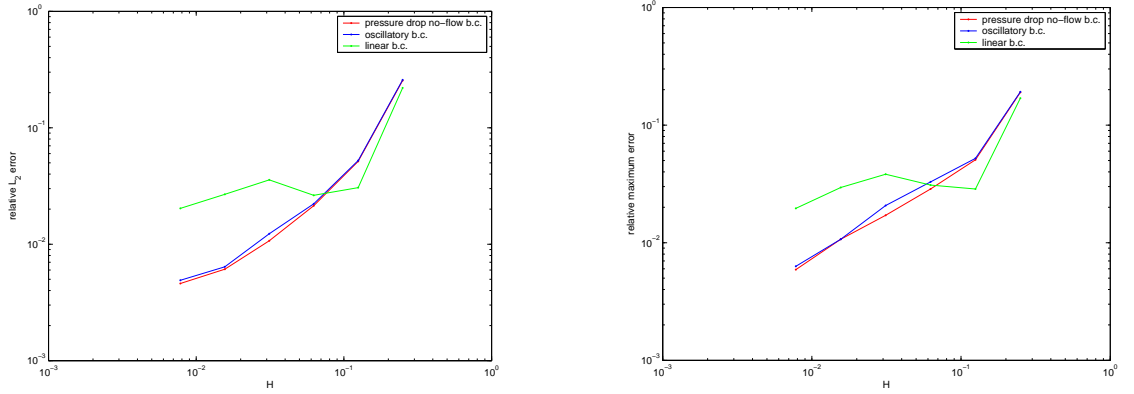 10^0
10^-1
10^-2
10^-3
relative L_2 error
pressure drop no-flow b.c.
oscillatory b.c.
linear b.c.
10^-3
10^-2
10^-1
10^0
H
10^0
10^-1
10^-2
10^-3
relative maximum error
pressure drop no-flow b.c.
oscillatory b.c.
linear b.c.
10^-3
10^-2
10^-1
10^0
H